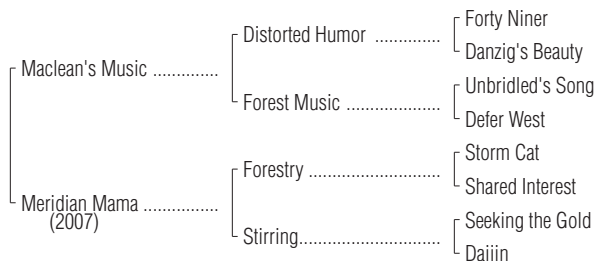 Forty Niner
Distorted Humor ..............
Danzig's Beauty
Maclean's Music ..............
Unbridled's Song
Forest Music ....................
Defer West
Storm Cat
Forestry ............................
Shared Interest
Meridian Mama ................
(2007)
Seeking the Gold
Stirring..............................
Daijin